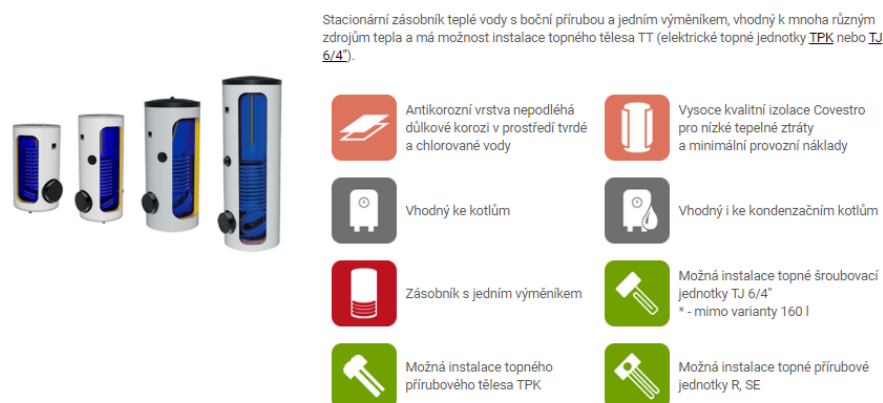 Stacionární zásobník teplé vody s boční přírubou a jedním výměníkem, vhodný k mnoha různým
zdrojům tepla a má možnost instalace topného tělesa TT (elektrické topné jednotky TPK nebo TJ
6/4").
Antikorozní vrstva nepodléhá
důlkové korozi v prostředí tvrdé
a chlorované vody
Vysoce kvalitní izolace Covestro
pro nízké tepelné ztráty
a minimální provozní náklady
Vhodný ke kotlům
Vhodný i ke kondenzačním kotlům
Zásobník s jedním výměníkem
Možná instalace topné šroubovací
jednotky TJ 6/4"
* - mimo varianty 160 l
Možná instalace topného
přírubového tělesa TPK
Možná instalace topné přírubové
jednotky R, SE